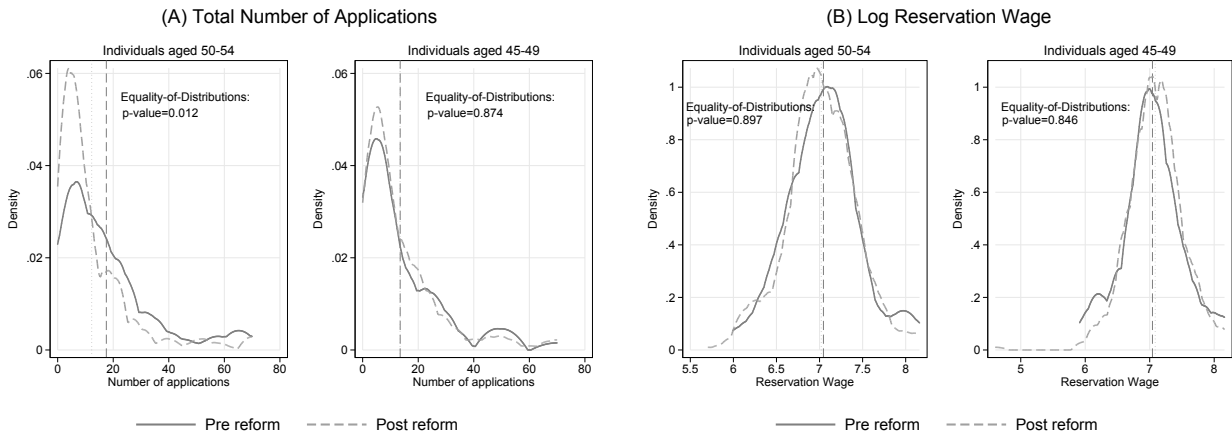 (A) Total Number of Applications
Individuals aged 50-54
Individuals aged 45-49
.06
.04
.02
0
Density
Equality-of-Distributions:
p-value=0.012
0
20
40
60
80
Number of applications
.06
.04
.02
0
Density
Equality-of-Distributions:
p-value=0.874
0
20
40
60
80
Number of applications
Pre reform
Post reform
(B) Log Reservation Wage
Individuals aged 50-54
Individuals aged 45-49
1
.8
.6
.4
.2
0
Density
Equality-of-Distributions:
p-value=0.897
5.5
6
6.5
7
7.5
8
Reservation Wage
1
.8
.6
.4
.2
0
Density
Equality-of-Distributions:
p-value=0.846
5
6
7
8
Reservation Wage
Pre reform
Post reform